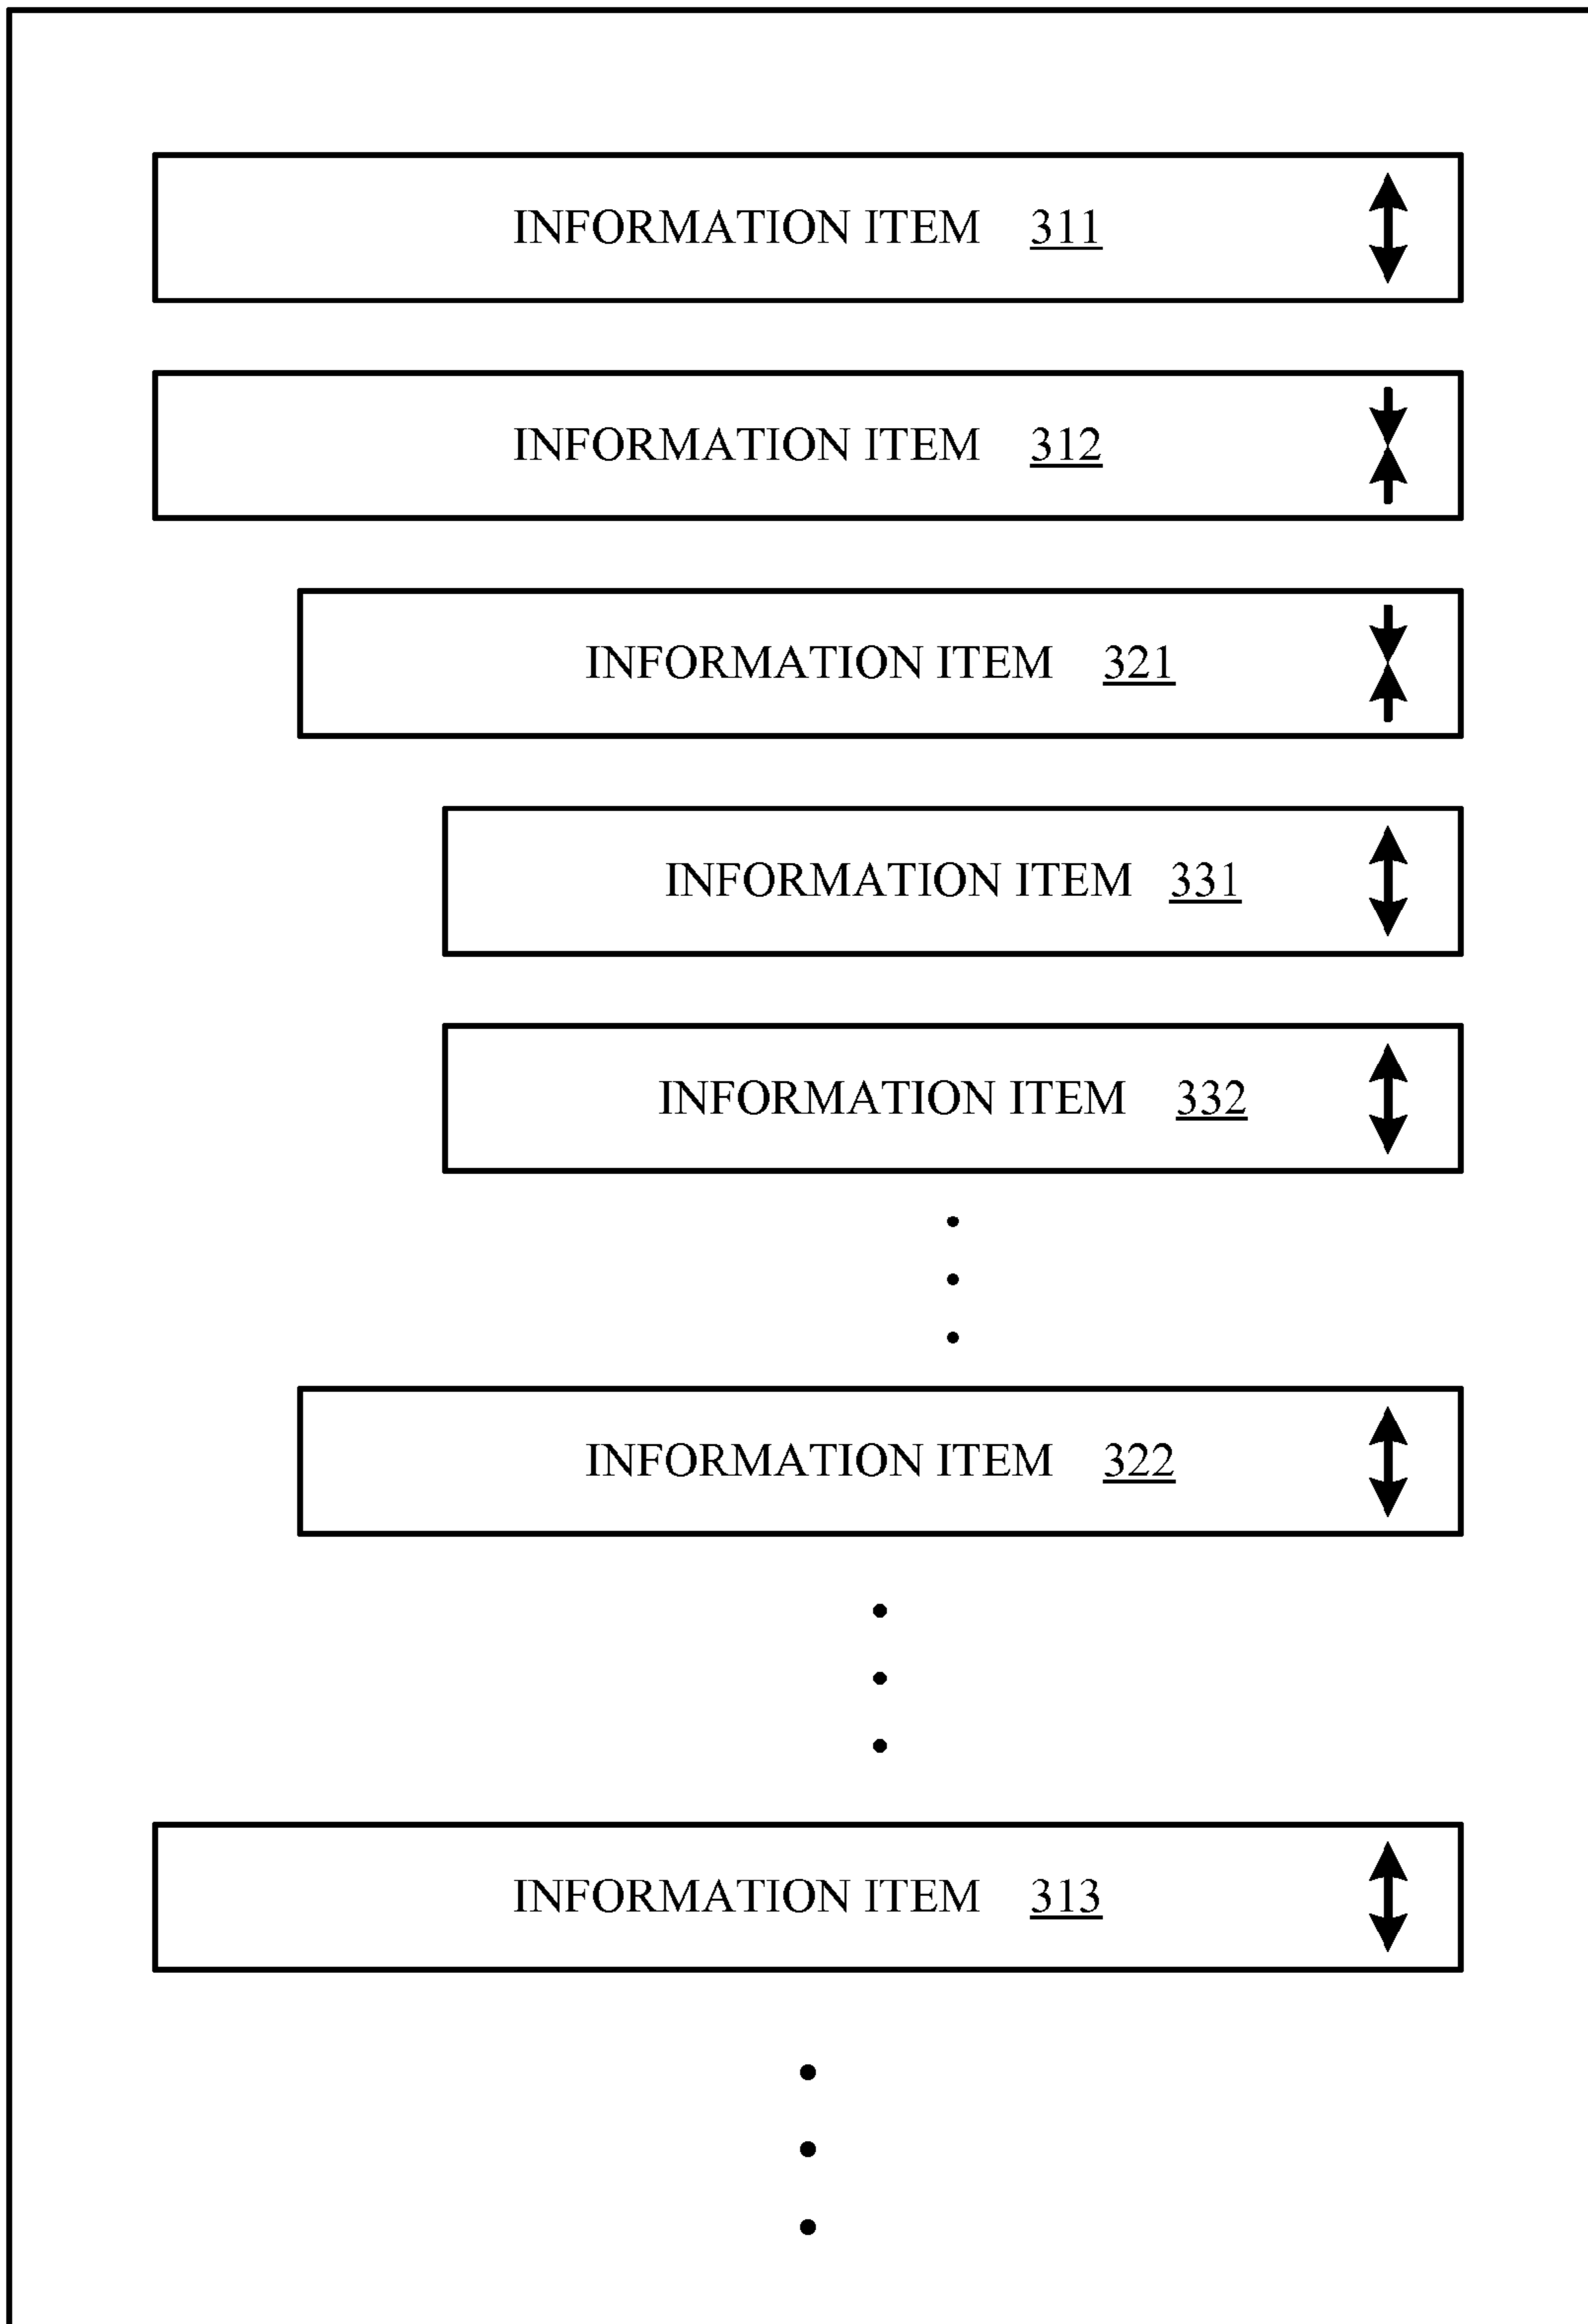 INFORMATION ITEM 311
INFORMATION ITEM 312
INFORMATION ITEM 321
INFORMATION ITEM 331
INFORMATION ITEM 332
INFORMATION ITEM 322
INFORMATION ITEM 313